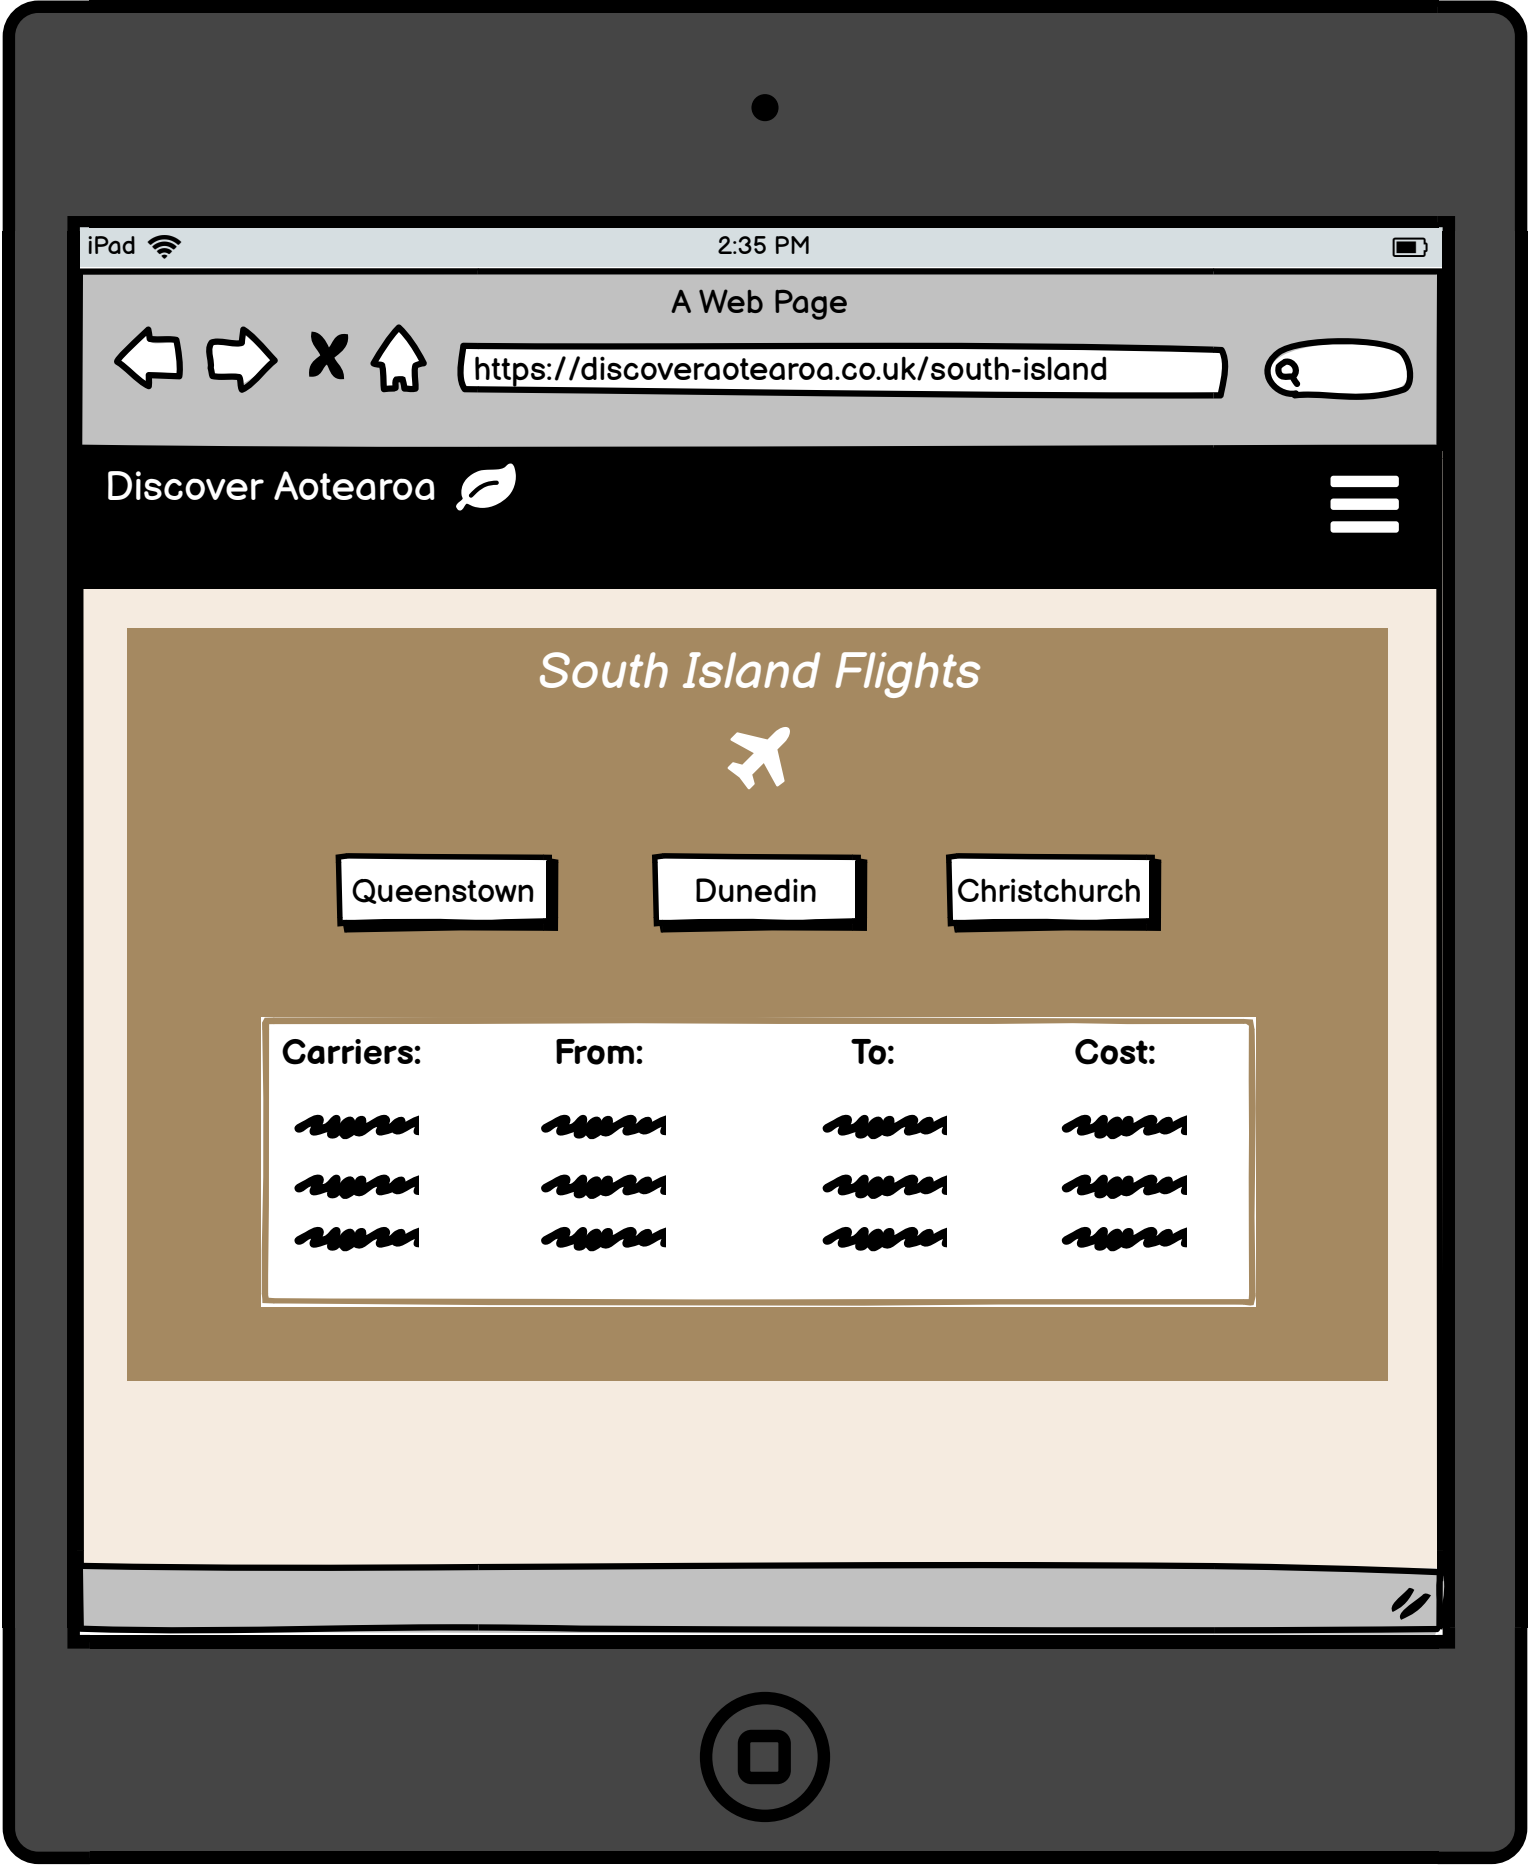 iPad
2:35 PM
A Web Page
https://discoveraotearoa.co.uk/south-island
Discover Aotearoa
South Island Flights
Queenstown Dunedin Christchurch
Carriers: From: To: Cost: